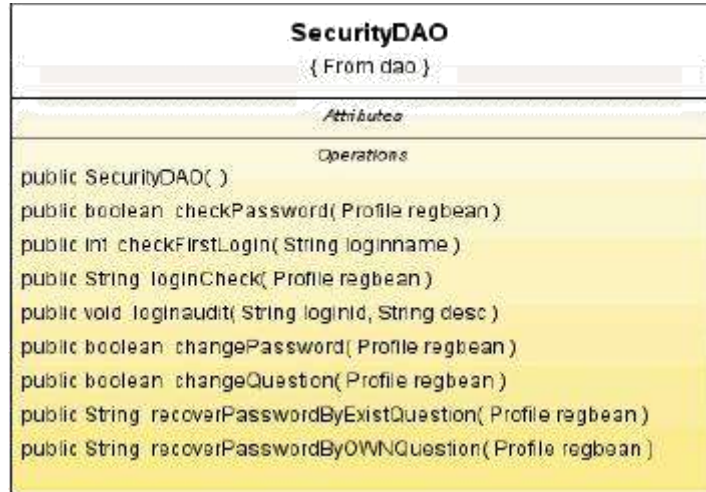 SecurityDAO
{ From dao }
Attributes
Operations
public SecurityDAO( )
public boolean checkPassword( Profile regbean )
public int checkFirstLogin( String loginname )
public String loginCheck( Profile regbean )
public void loginaudit( String loginid, String desc )
public boolean changePassword( Profile regbean )
public boolean changeQuestion( Profile regbean )
public String recoverPasswordByExistQuestion( Profile regbean )
public String recoverPasswordByOWNQuestion( Profile regbean )